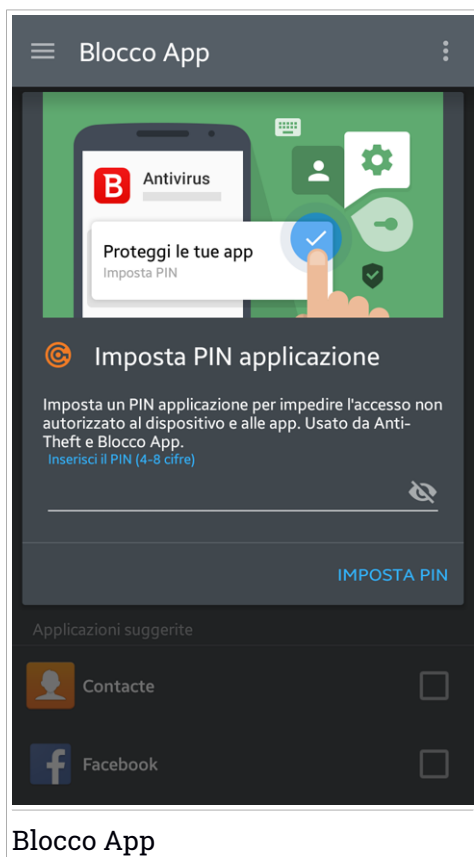 Blocco App
B
Antivirus
Proteggi le tue app
Imposta PIN
Imposta PIN applicazione
Imposta un PIN applicazione per impedire l'accesso non
autorizzato al dispositivo e alle app. Usato da Anti-
Theft e Blocco App.
Inserisci il PIN (4-8 cifre)
IMPOSTA PIN
Applicazioni suggerite
Contacte
Facebook
Blocco App